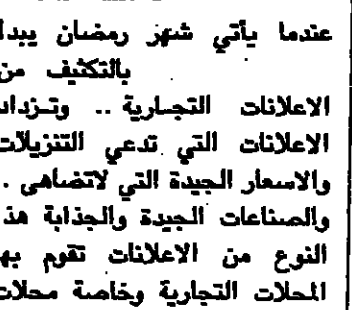 عندما يأتي شهر رمضان يبدا
بالتكثيف من
الاعلانات التجارية .. وتزداد
الاعلانات التي تدعي التنزيلات
والاسعار الجيدة التي لاتضاهى .
والصناعات الجيدة والجذابة هذ
النوع من الاعلانات تقوم بها
المحلات التجارية وخاصة محلات